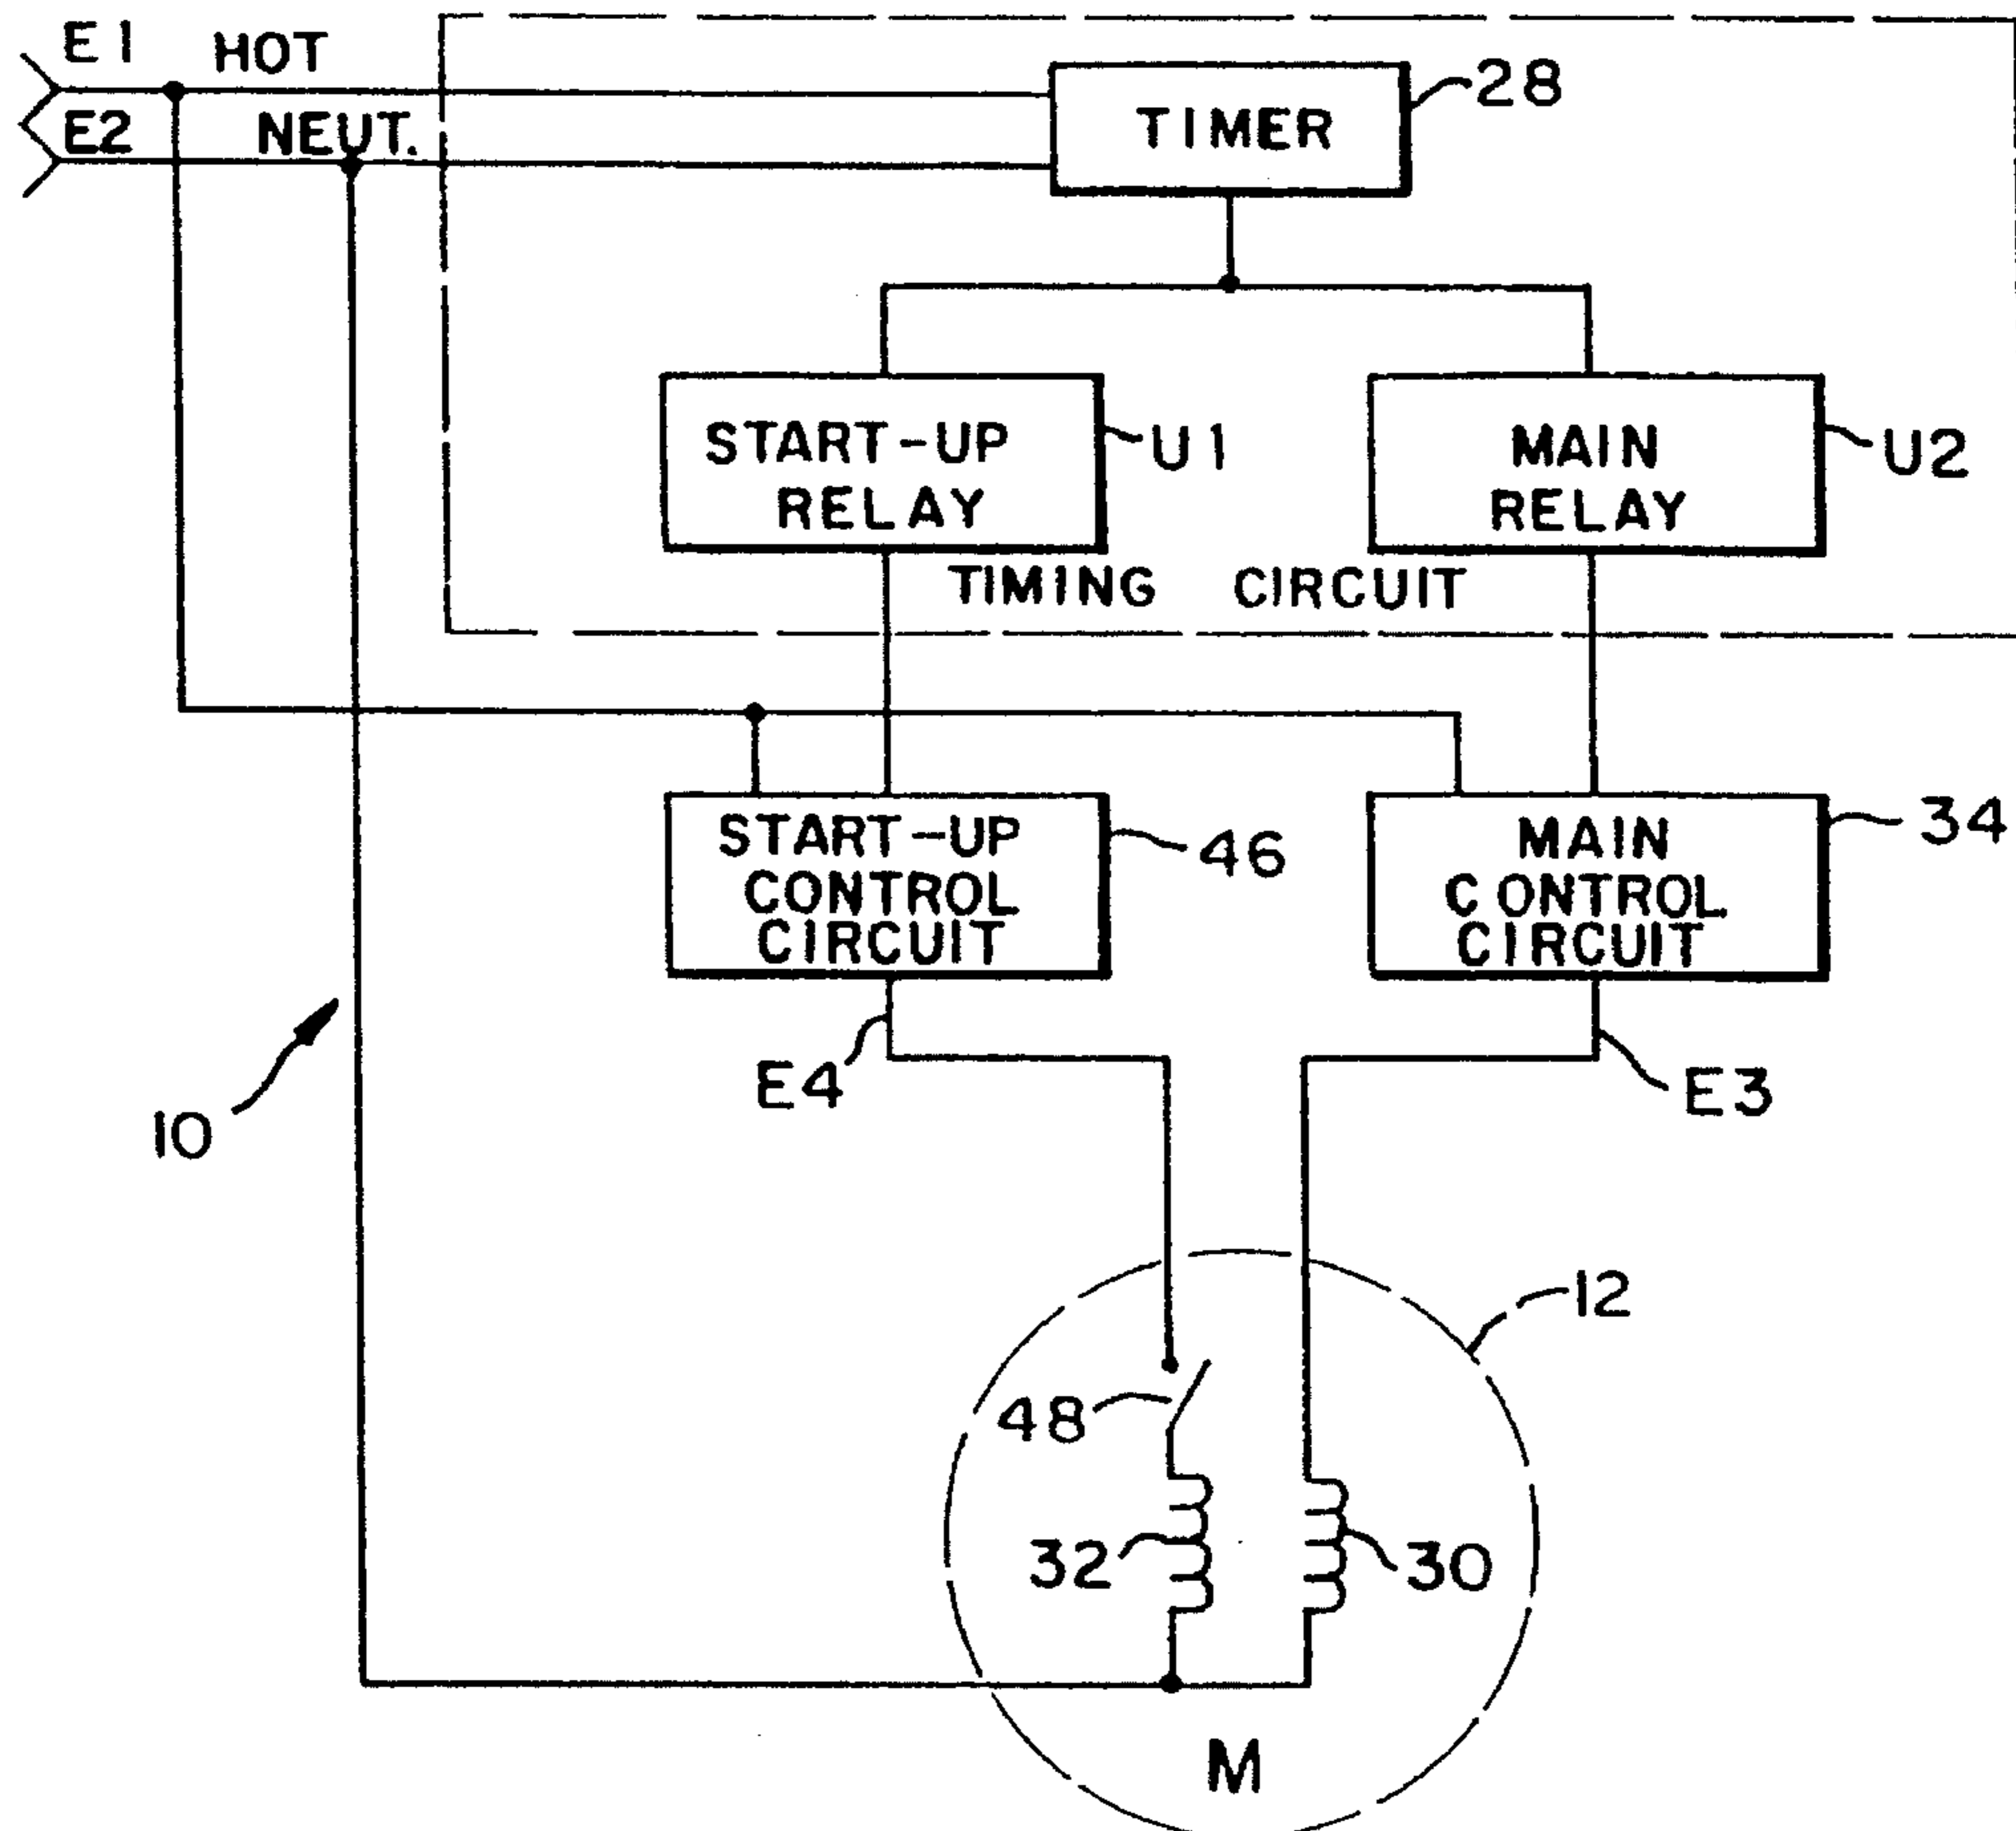 E1 HOT
E2 NEUT.
TIMER
28
START-UP
RELAY
U1
MAIN
RELAY
U2
TIMING CIRCUIT
START-UP
CONTROL
CIRCUIT
46
MAIN
CONTROL
CIRCUIT
34
E4
E3
10
12
48
32
30
M